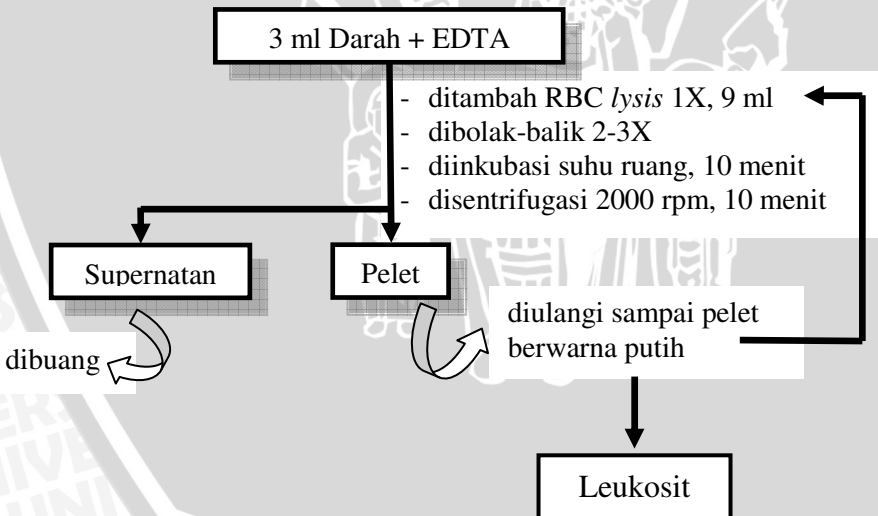 3 ml Darah + EDTA
- ditambah RBC lysis 1X, 9 ml
- dibolak-balik 2-3X
- diinkubasi suhu ruang, 10 menit
- disentrifugasi 2000 rpm, 10 menit
Supernatan
Pelet
diulangi sampai pelet
berwarna putih
dibuang
Leukosit